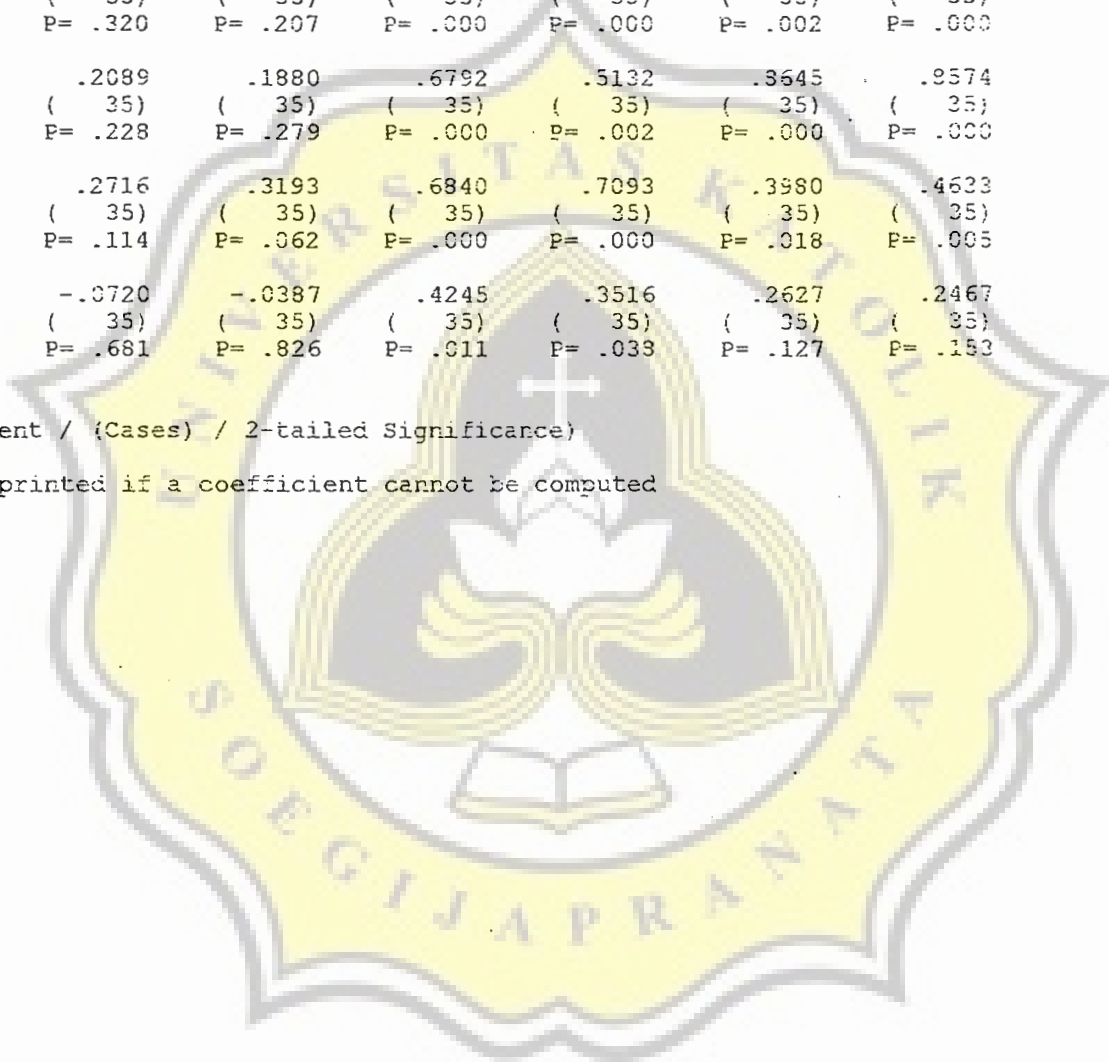 P= .320 P= .207 P= .000 P= .000 P= .002 P= .000
.2089 .1880 .6792 .5132 .8574
( 35) ( 35) ( 35) ( 35) ( 35) ( 35)
P= .228 P= .279 P= .000 P= .002 P= .000 P= .000
.2716 .3193 .6840 .7093 .3980 .4623
( 35) ( 35) ( 35) ( 35) ( 35) ( 35)
P= .114 P= .062 P= .000 P= .000 P= .018 P= .005
-.0720 -.0387 .4245 .3516 .2627 .2467
( 35) ( 35) ( 35) ( 35) ( 35) ( 35)
P= .681 P= .826 P= .011 P= .038 P= .127 P= .153
ent / (Cases) / 2-tailed Significance)
printed if a coefficient cannot be computed
UNIVERSITAS KATOLIK
SOEGIJAPRANATA